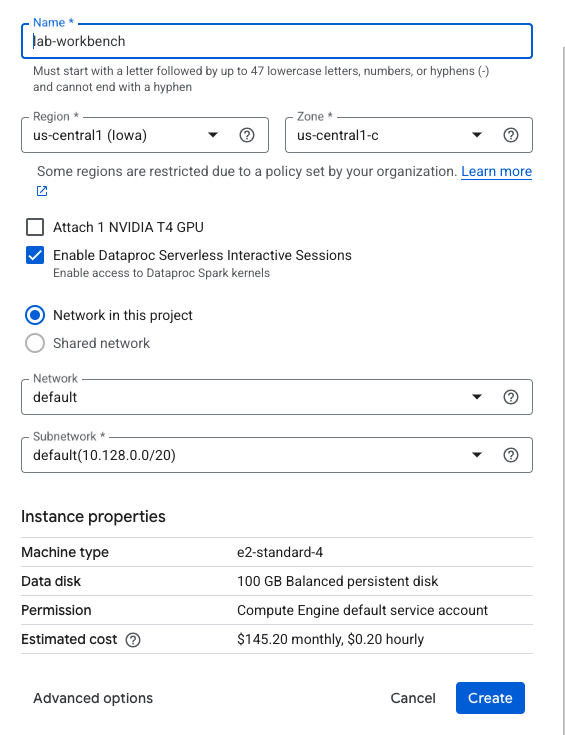 Name *
lab-workbench
Must start with a letter followed by up to 47 lowercase letters, numbers, or hyphens (-)
and cannot end with a hyphen
Region *
us-central1 (Iowa)
Zone *
us-central1-c
Some regions are restricted due to a policy set by your organization. Learn more
Attach 1 NVIDIA T4 GPU
Enable Dataproc Serverless Interactive Sessions
Enable access to Dataproc Spark kernels
Network in this project
Shared network
Network
default
Subnetwork *
default(10.128.0.0/20)
Instance properties
Machine type e2-standard-4
Data disk 100 GB Balanced persistent disk
Permission Compute Engine default service account
Estimated cost $145.20 monthly, $0.20 hourly
Advanced options Cancel Create